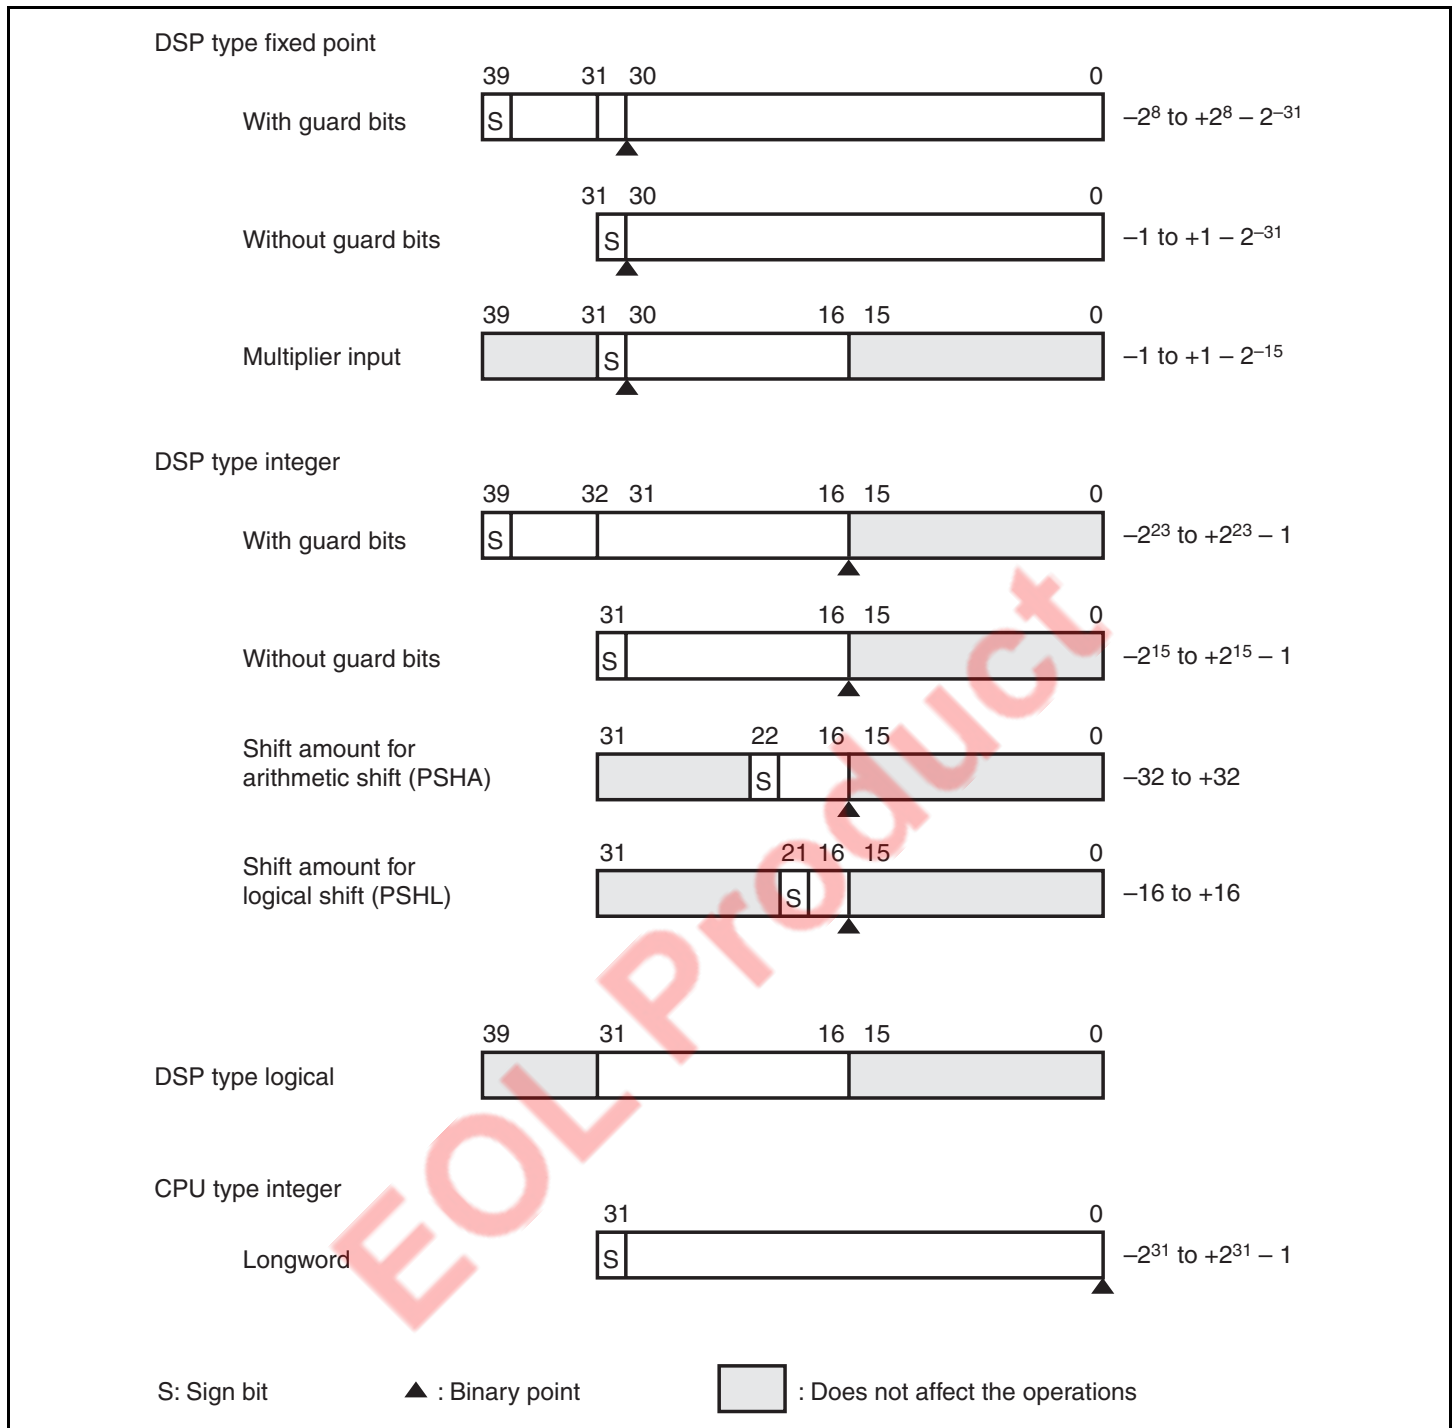 DSP type fixed point
39 31 30 0
With guard bits S –2⁸ to +2⁸ – 2⁻³¹
31 30 0
Without guard bits S –1 to +1 – 2⁻³¹
39 31 30 16 15 0
Multiplier input S –1 to +1 – 2⁻¹⁵
DSP type integer
39 32 31 16 15 0
With guard bits S –2²³ to +2²³ – 1
31 16 15 0
Without guard bits S –2¹⁵ to +2¹⁵ – 1
31 22 16 15 0
Shift amount for
arithmetic shift (PSHA) S –32 to +32
31 21 16 15 0
Shift amount for
logical shift (PSHL) S –16 to +16
39 31 16 15 0
DSP type logical
CPU type integer
31 0
Longword S –2³¹ to +2³¹ – 1
S: Sign bit ▲ : Binary point : Does not affect the operations
EOL Product